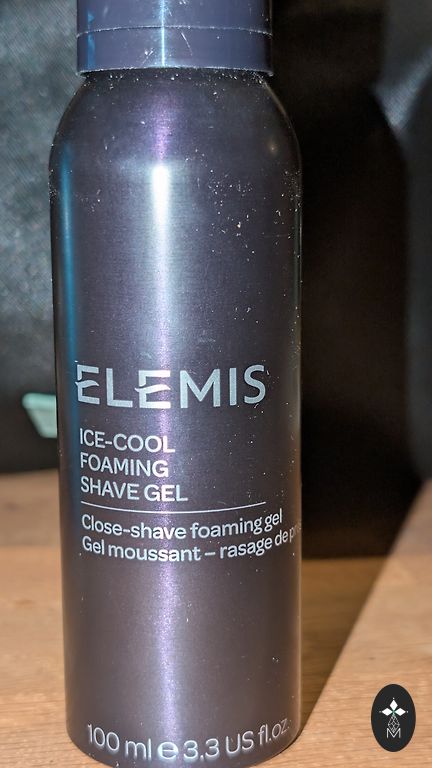 ELEMIS
ICE-COOL
FOAMING
SHAVE GEL
Close-shave foaming gel
Gel moussant – rasage de
100 ml ℮ 3.3 US fl.oz.